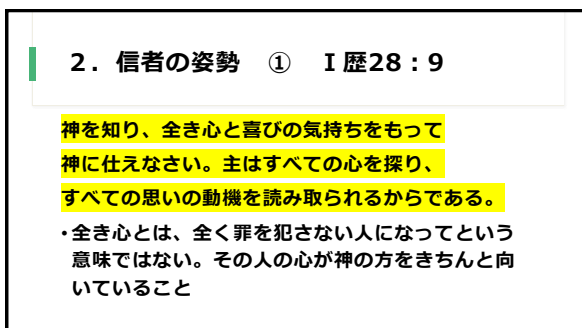 ２．信者の姿勢　①　Ⅰ歴28：9
神を知り、全き心と喜びの気持ちをもって
神に仕えなさい。主はすべての心を探り、
すべての思いの動機を読み取られるからである。
・全き心とは、全く罪を犯さない人になってという
意味ではない。その人の心が神の方をきちんと向
いていること